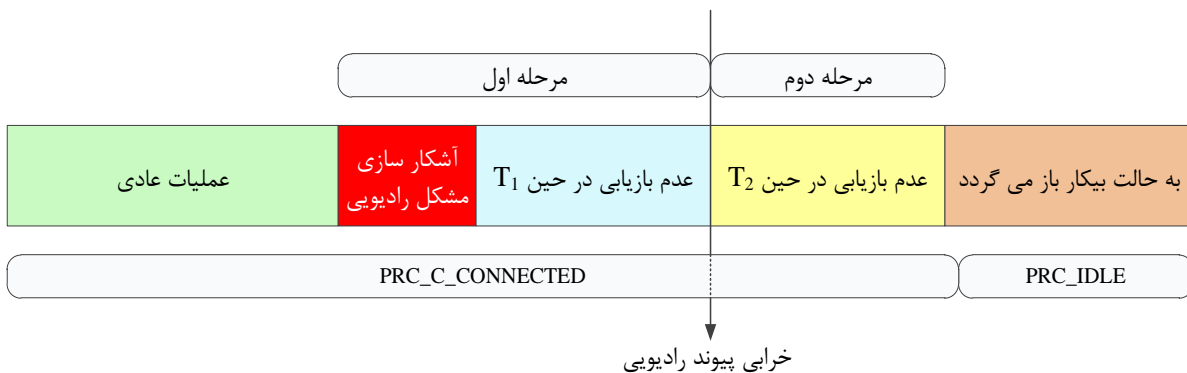 مرحله اول
مرحله دوم
عملیات عادی
آشکار سازی
مشکل رادیویی
عدم بازیابی در حین T1
عدم بازیابی در حین T2
به حالت بیکار باز می گردد
PRC_C_CONNECTED
PRC_IDLE
خرابی پیوند رادیویی